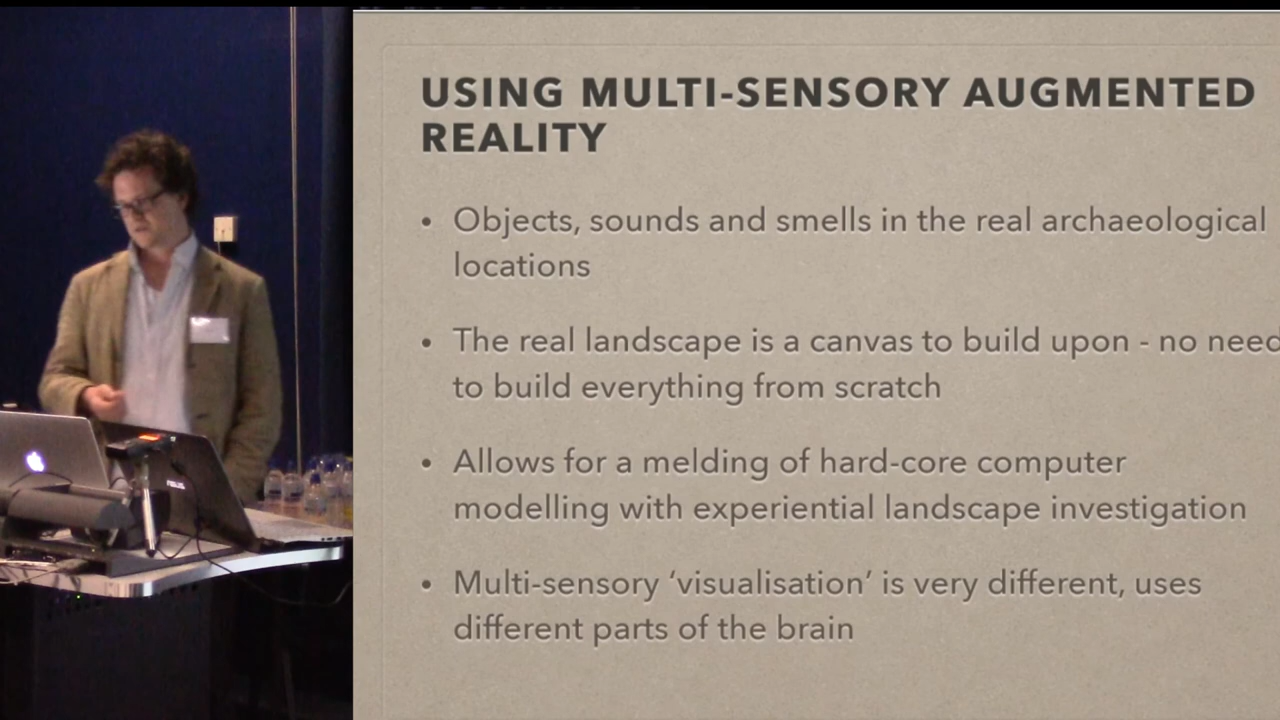 USING MULTI-SENSORY AUGMENTED
REALITY
• Objects, sounds and smells in the real archaeological
locations
• The real landscape is a canvas to build upon - no need
to build everything from scratch
• Allows for a melding of hard-core computer
modelling with experiential landscape investigation
• Multi-sensory ‘visualisation’ is very different, uses
different parts of the brain